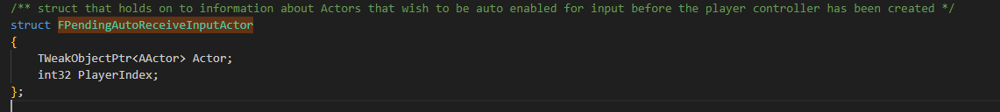 /** struct that holds on to information about Actors that wish to be auto enabled for input before the player controller has been created */
struct FPendingAutoReceiveInputActor
{
    TWeakObjectPtr<AActor> Actor;
    int32 PlayerIndex;
};